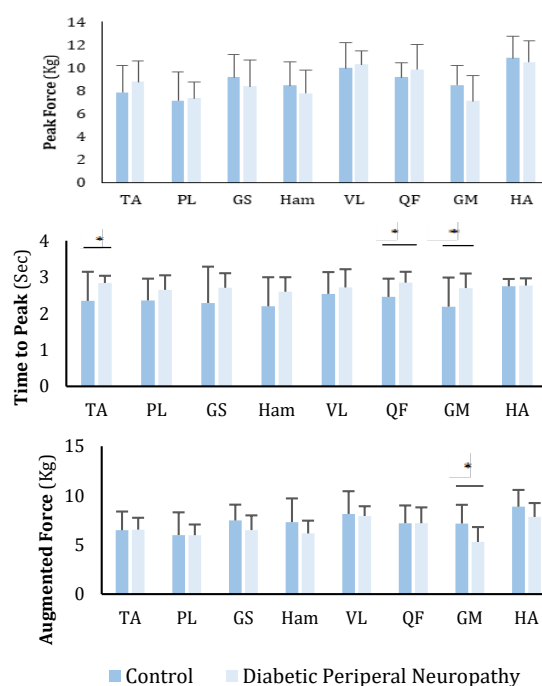 Peak Force (Kg)
14
12
10
8
6
4
2
0
TA PL GS Ham VL QF GM HA
Time to Peak (Sec)
4
3
2
1
0
* * *
TA PL GS Ham VL QF GM HA
Augmented Force (Kg)
15
10
5
0
*
TA PL GS Ham VL QF GM HA
Control Diabetic Periperal Neuropathy